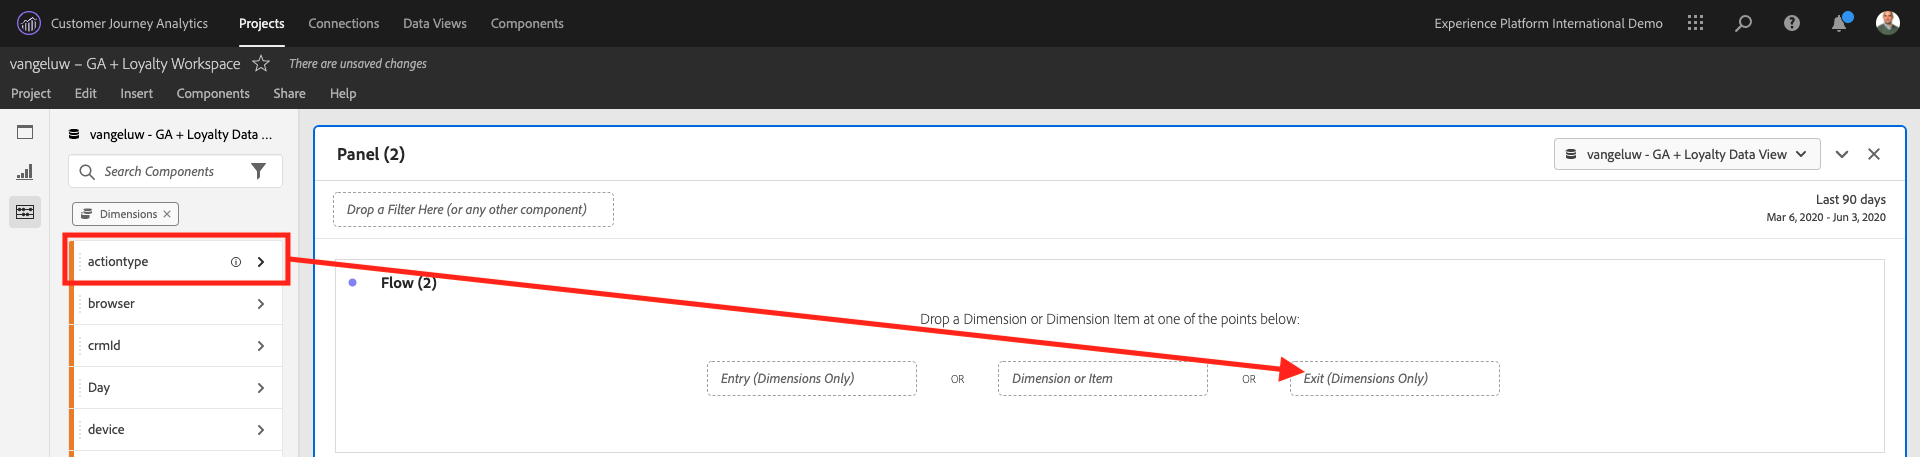 Customer Journey Analytics Projects Connections Data Views Components Experience Platform International Demo
vangeluw – GA + Loyalty Workspace There are unsaved changes
Project Edit Insert Components Share Help
vangeluw - GA + Loyalty Data ...
Search Components
Dimensions
actiontype
browser
crmId
Day
device
Panel (2)
vangeluw - GA + Loyalty Data View
Drop a Filter Here (or any other component)
Last 90 days
Mar 6, 2020 - Jun 3, 2020
Flow (2)
Drop a Dimension or Dimension Item at one of the points below:
Entry (Dimensions Only) OR Dimension or Item OR Exit (Dimensions Only)